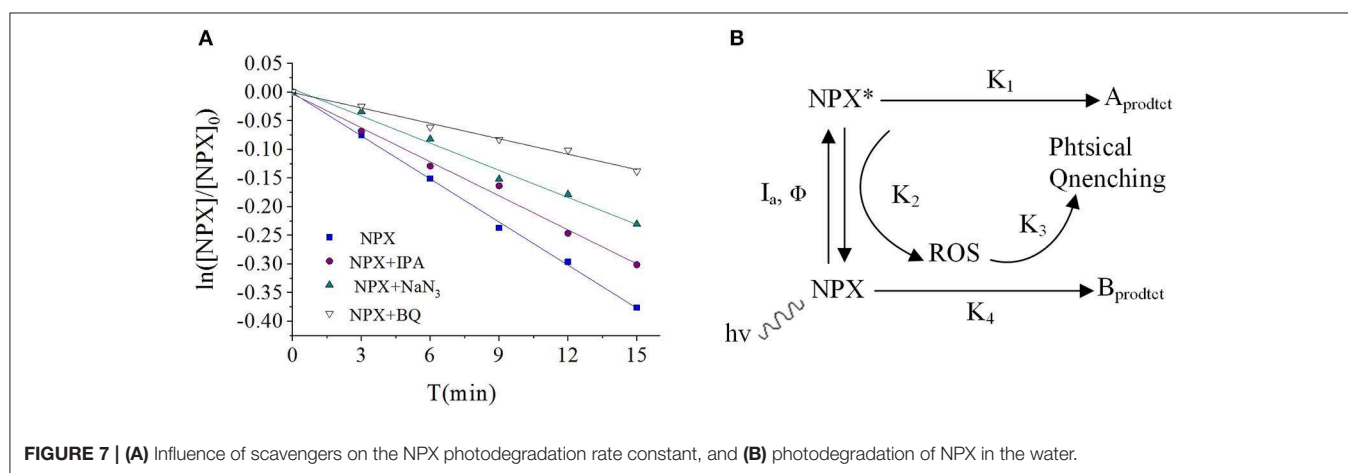 A
0.05
0.00
-0.05
-0.10
-0.15
-0.20
-0.25
-0.30
-0.35
-0.40
ln([NPX]/[NPX]₀)
NPX
NPX+IPA
NPX+NaN₃
NPX+BQ
0 3 6 9 12 15
T(min)
B
NPX* K₁ A_prodtct
Phtsical
Qnenching
Iₐ, Φ K₂ K₃
ROS
NPX K₄ B_prodtct
hν
FIGURE 7 | (A) Influence of scavengers on the NPX photodegradation rate constant, and (B) photodegradation of NPX in the water.